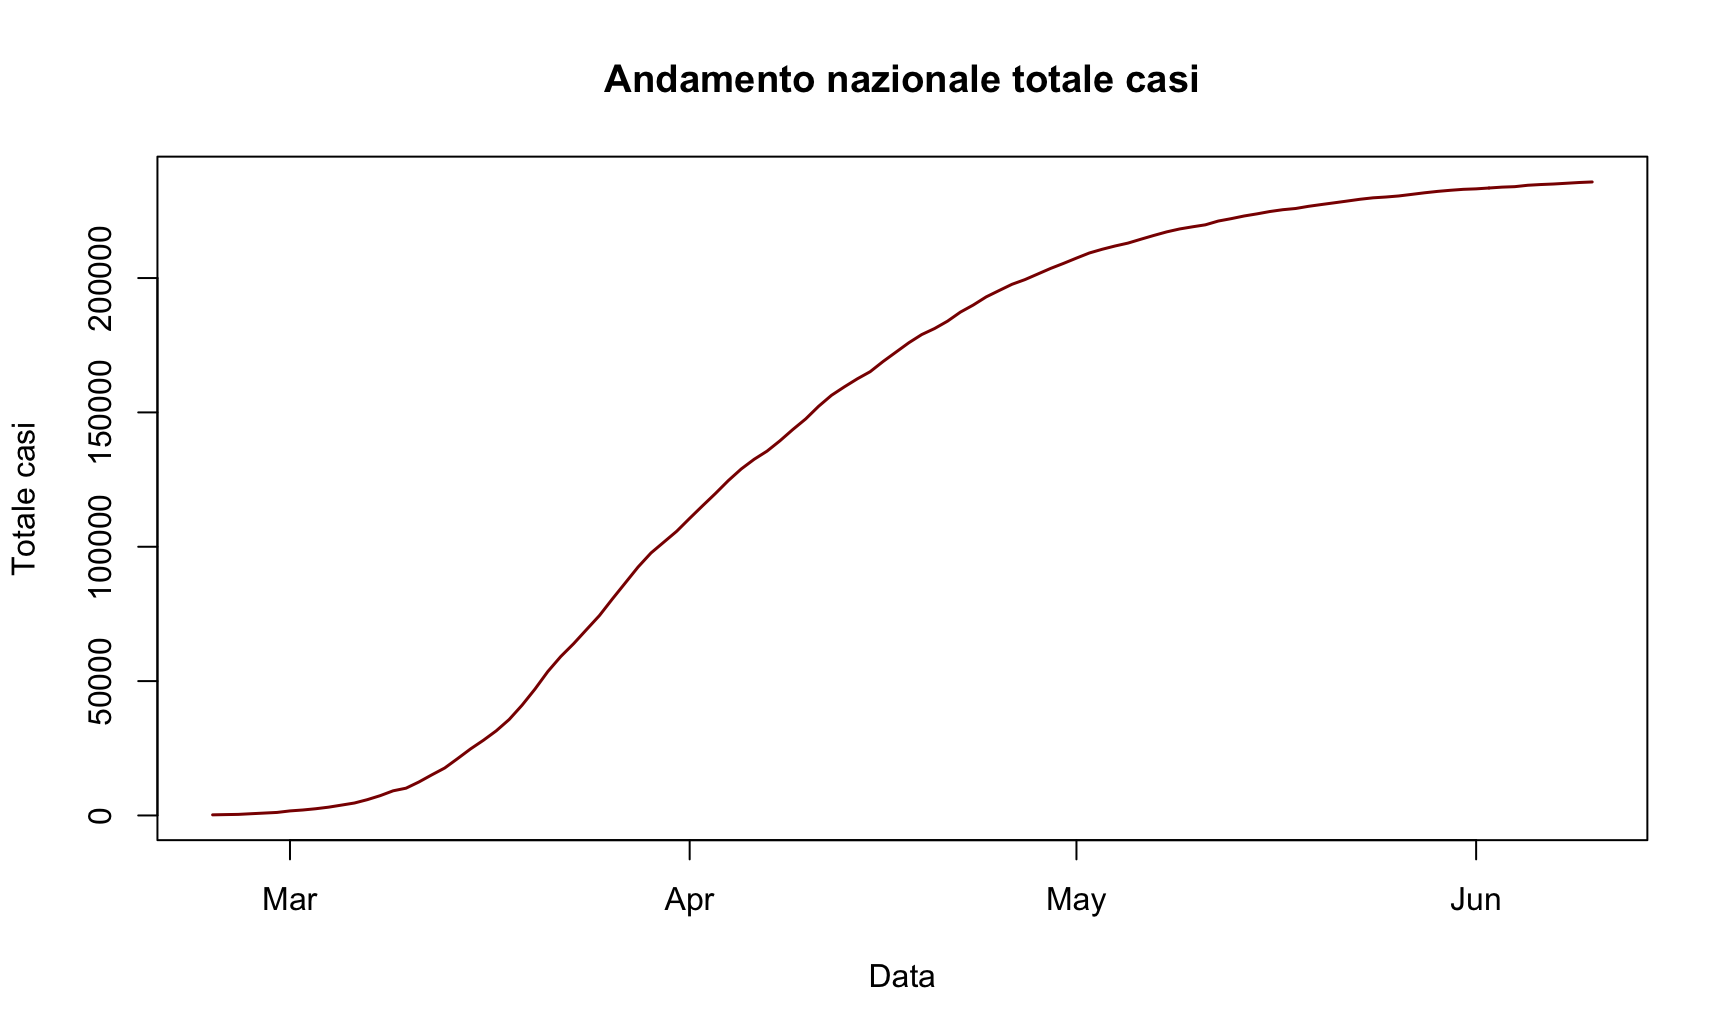 Andamento nazionale totale casi
Totale casi
200000
150000
100000
50000
0
Mar Apr May Jun
Data